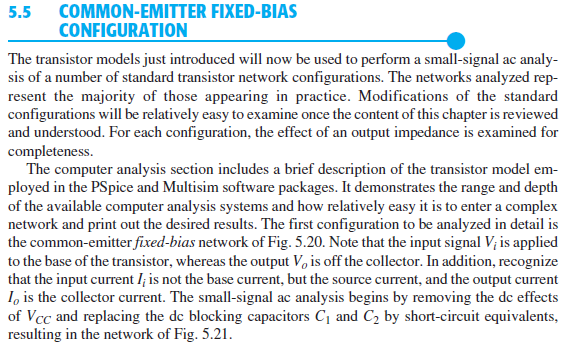 5.5 COMMON-EMITTER FIXED-BIAS
CONFIGURATION
The transistor models just introduced will now be used to perform a small-signal ac analy-
sis of a number of standard transistor network configurations. The networks analyzed rep-
resent the majority of those appearing in practice. Modifications of the standard
configurations will be relatively easy to examine once the content of this chapter is reviewed
and understood. For each configuration, the effect of an output impedance is examined for
completeness.
The computer analysis section includes a brief description of the transistor model em-
ployed in the PSpice and Multisim software packages. It demonstrates the range and depth
of the available computer analysis systems and how relatively easy it is to enter a complex
network and print out the desired results. The first configuration to be analyzed in detail is
the common-emitter fixed-bias network of Fig. 5.20. Note that the input signal Vi is applied
to the base of the transistor, whereas the output Vo is off the collector. In addition, recognize
that the input current Ii is not the base current, but the source current, and the output current
Io is the collector current. The small-signal ac analysis begins by removing the dc effects
of VCC and replacing the dc blocking capacitors C1 and C2 by short-circuit equivalents,
resulting in the network of Fig. 5.21.